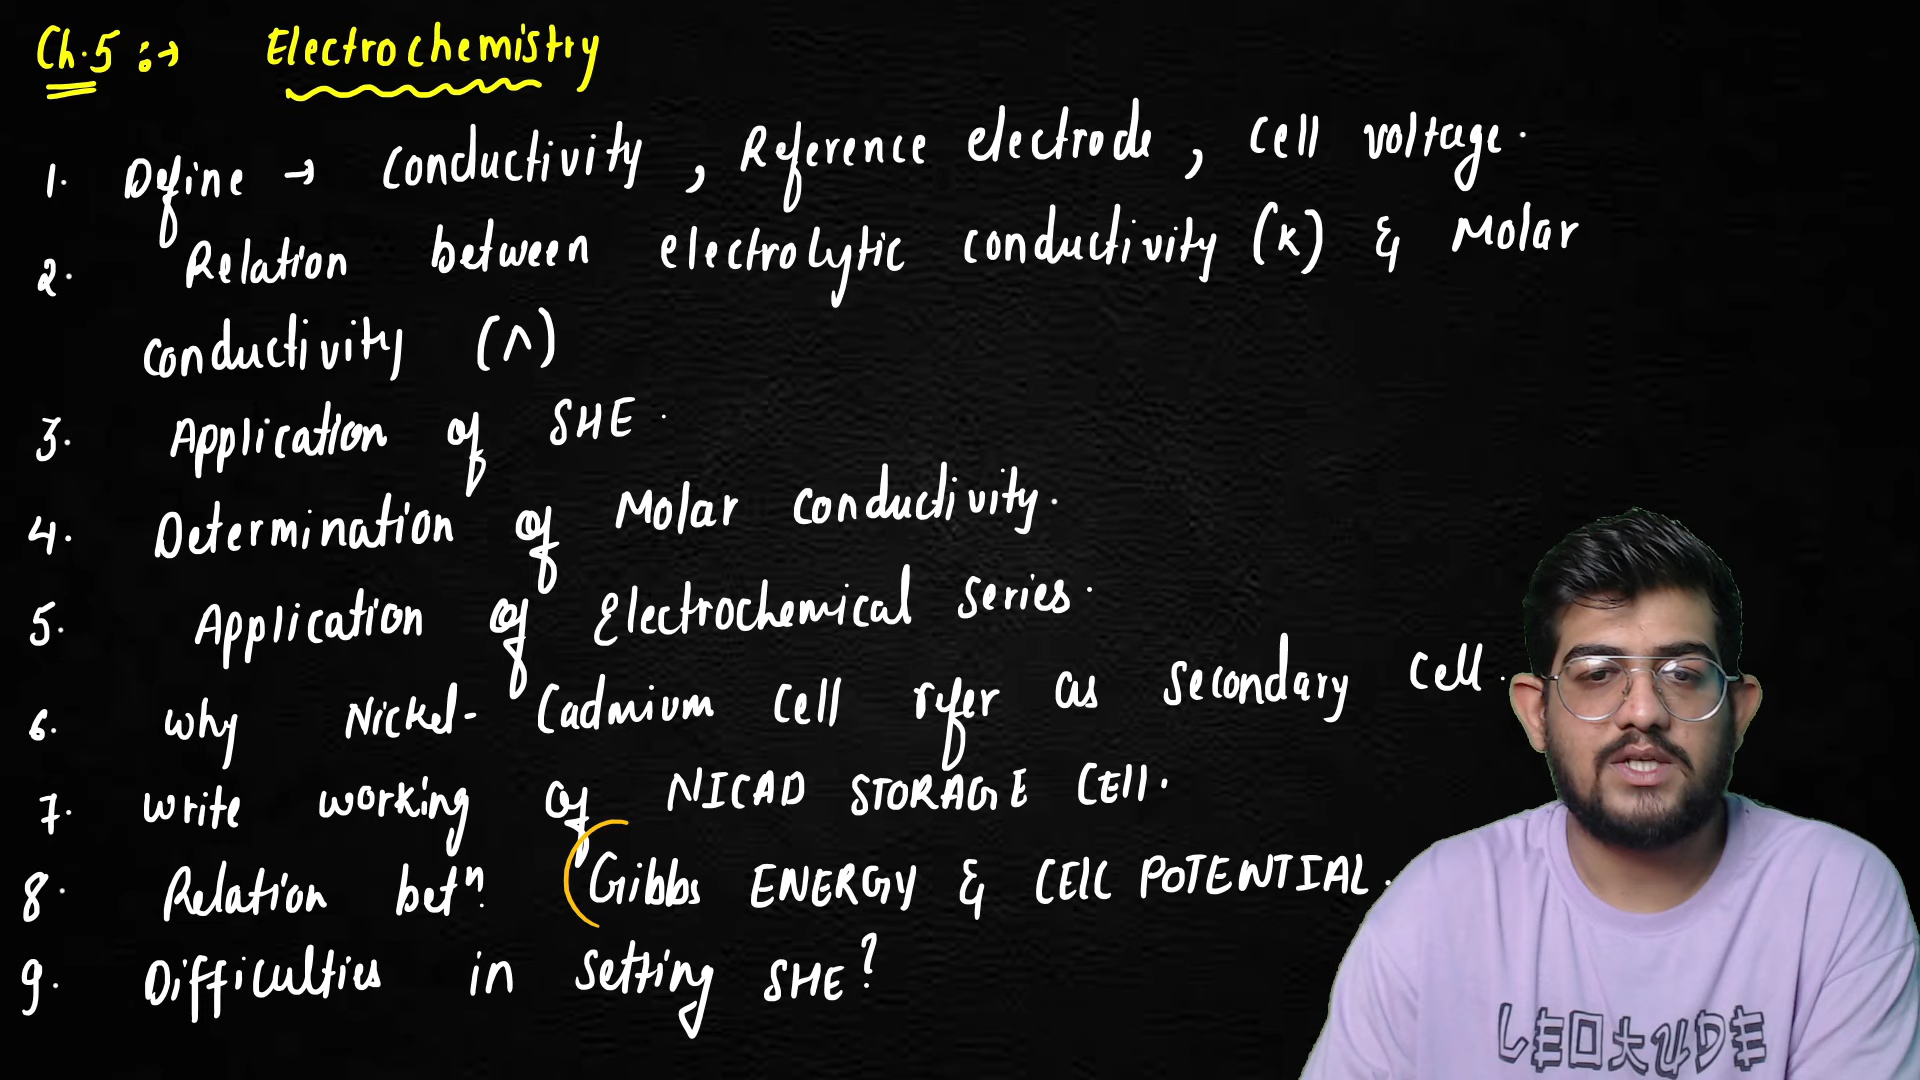 Ch.5 :→ Electrochemistry
1. Define → Conductivity, Reference electrode, Cell voltage.
2. Relation between electrolytic conductivity (K) & Molar
conductivity (Λ)
3. Application of SHE.
4. Determination of Molar conductivity.
5. Application of Electrochemical series.
6. why Nickel-Cadmium cell refer as secondary cell.
7. write working of NICAD STORAGE CEll.
8. Relation betn. (Gibbs ENERGY & CEll POTENTIAL.
9. Difficulties in setting SHE?
LEOTUDE